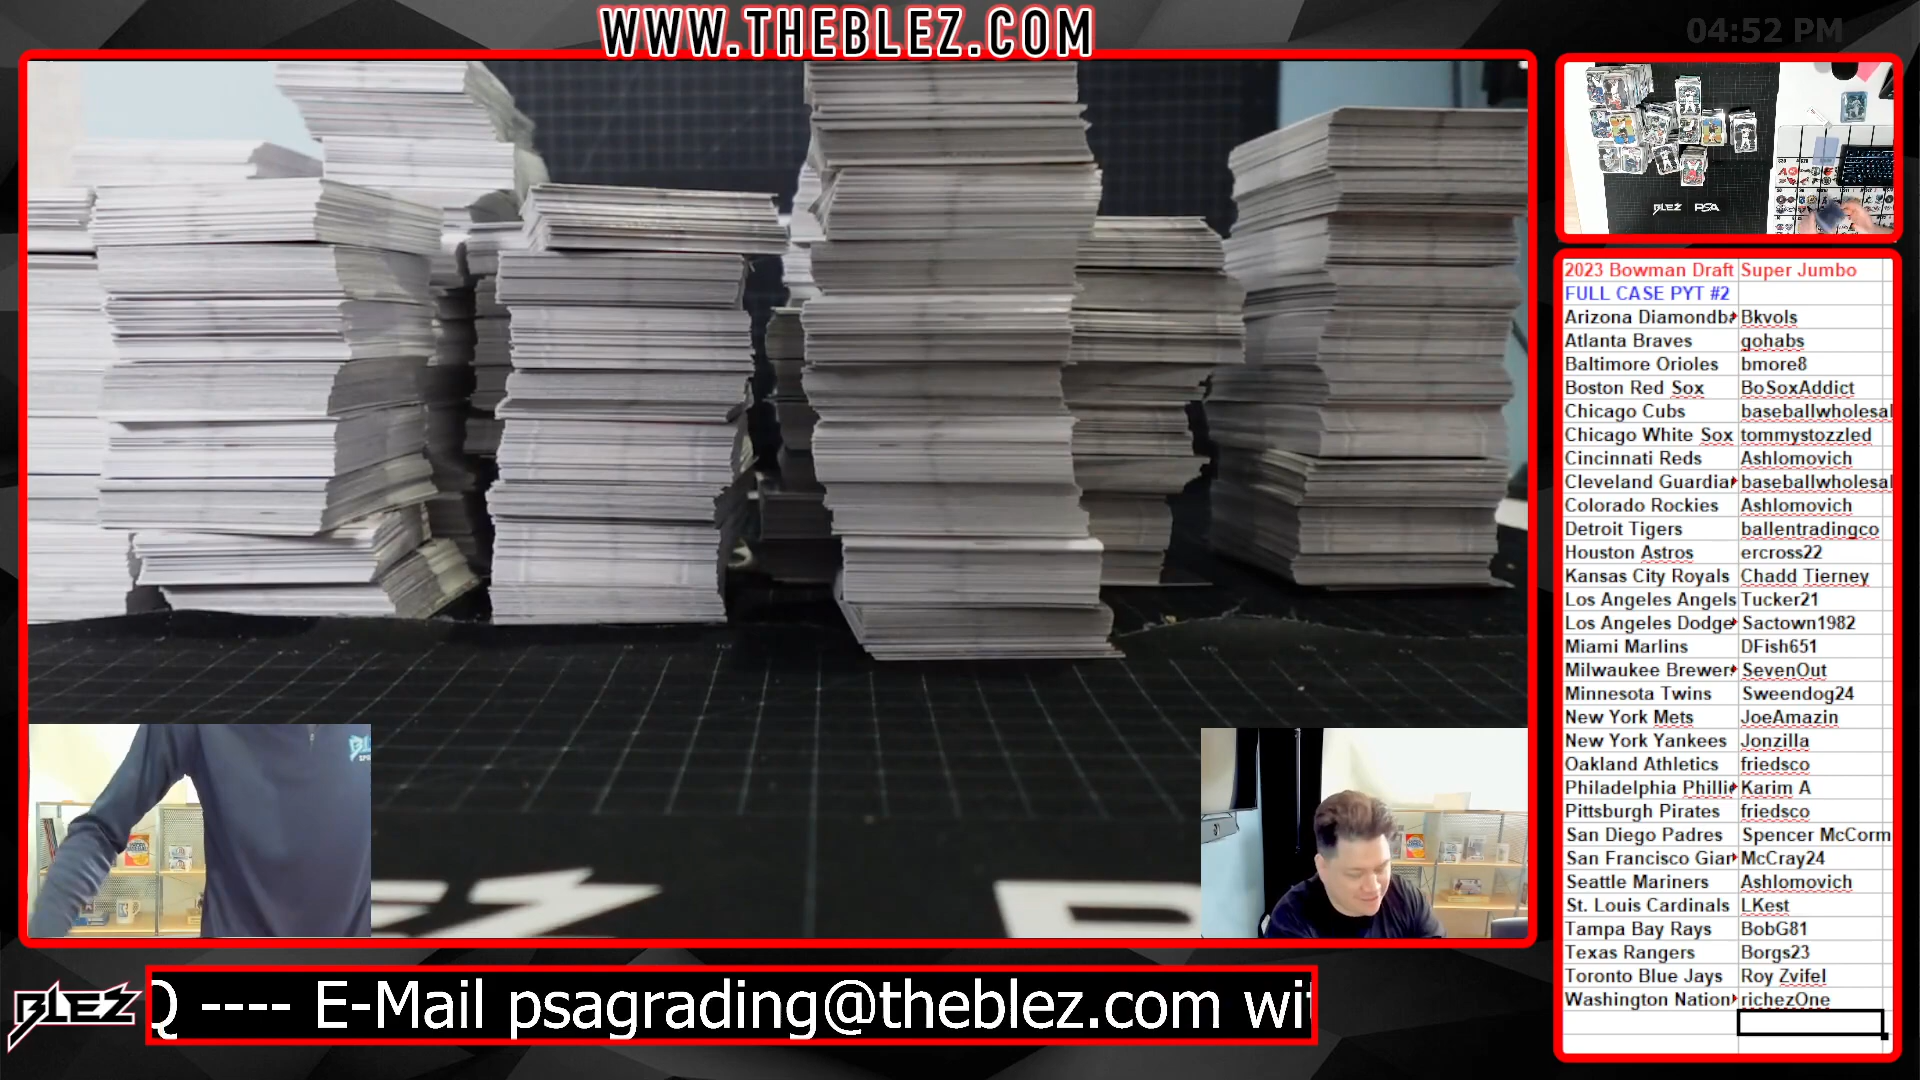 WWW.THEBLEZ.COM
04:52 PM
BLEZ PSA
2023 Bowman Draft Super Jumbo
FULL CASE PYT #2
Arizona Diamondb Bkvols
Atlanta Braves gohabs
Baltimore Orioles bmore8
Boston Red Sox BoSoxAddict
Chicago Cubs baseballwholesal
Chicago White Sox tommystozzled
Cincinnati Reds Ashlomovich
Cleveland Guardia baseballwholesal
Colorado Rockies Ashlomovich
Detroit Tigers ballentradingco
Houston Astros ercross22
Kansas City Royals Chadd Tierney
Los Angeles Angels Tucker21
Los Angeles Dodge Sactown1982
Miami Marlins DFish651
Milwaukee Brewer SevenOut
Minnesota Twins Sweendog24
New York Mets JoeAmazin
New York Yankees Jonzilla
Oakland Athletics friedsco
Philadelphia Phillie Karim A
Pittsburgh Pirates friedsco
San Diego Padres Spencer McCorm
San Francisco Gian McCray24
Seattle Mariners Ashlomovich
St. Louis Cardinals LKest
Tampa Bay Rays BobG81
Texas Rangers Borgs23
Toronto Blue Jays Roy Zvifel
Washington Nation richezOne
BLEZ
Q ---- E-Mail psagrading@theblez.com wit